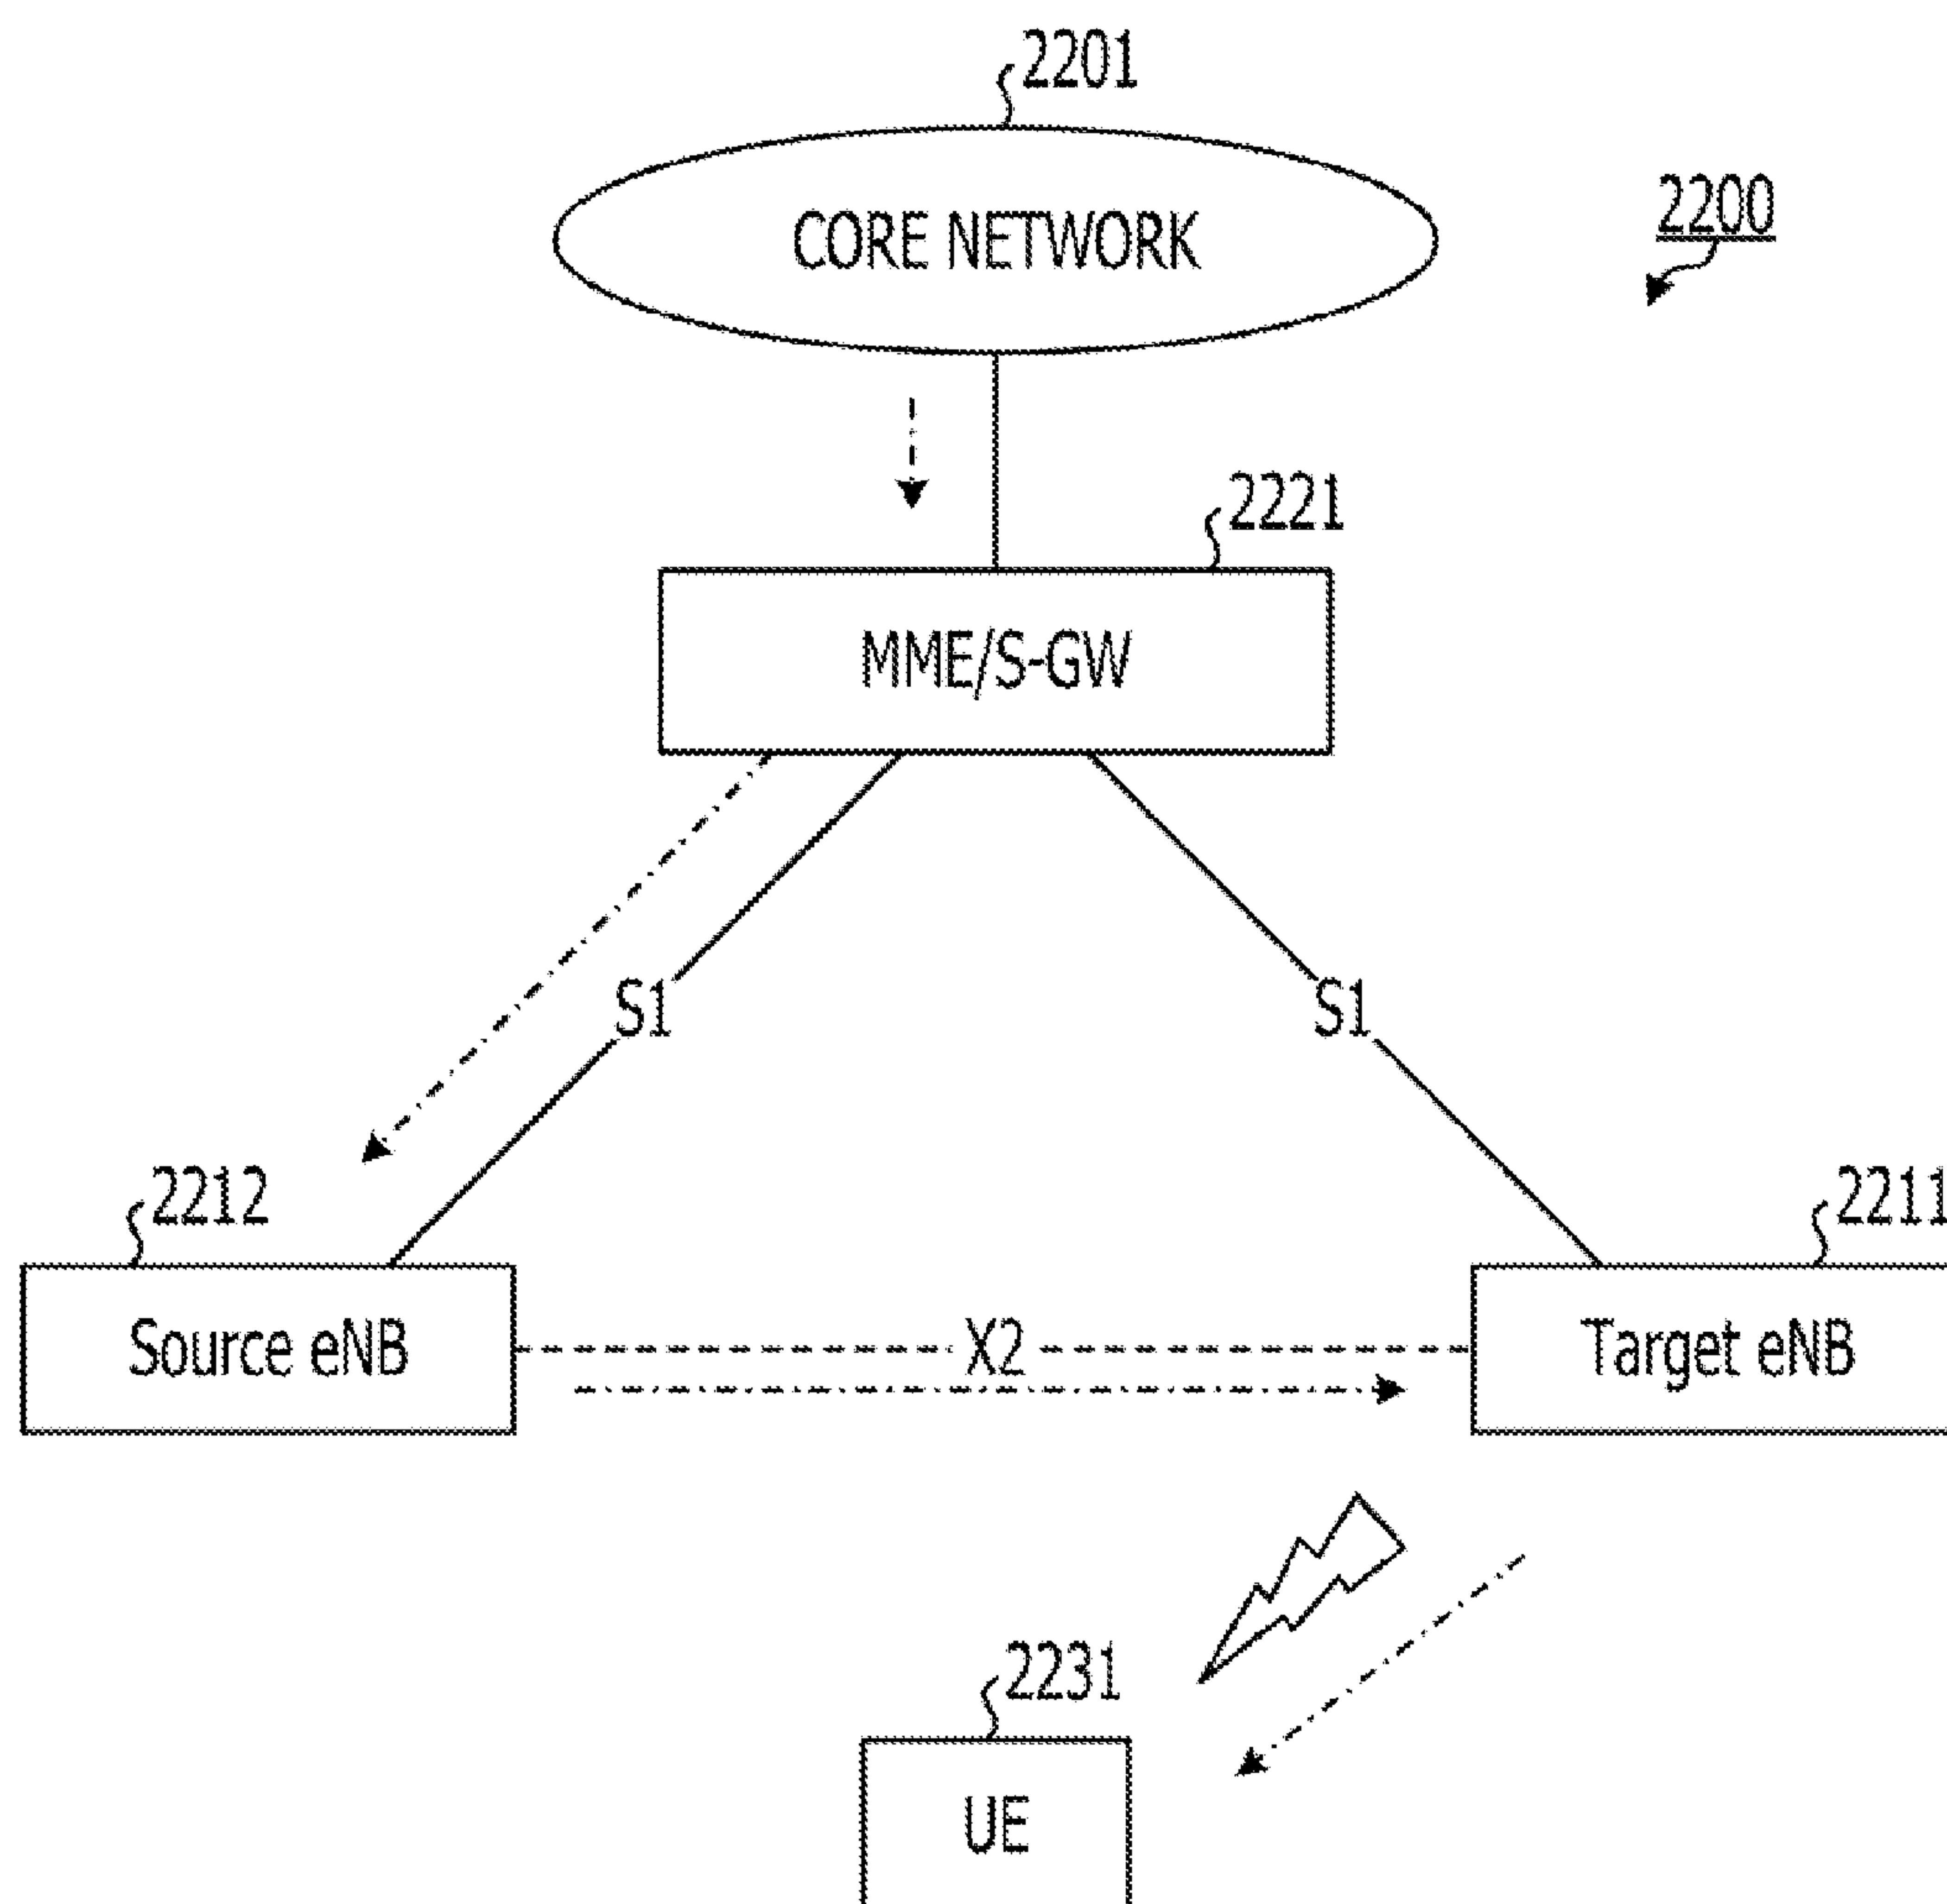 2201
CORE NETWORK
2200
2221
MME/S-GW
S1
S1
2212
2211
Source eNB
X2
Target eNB
2231
UE